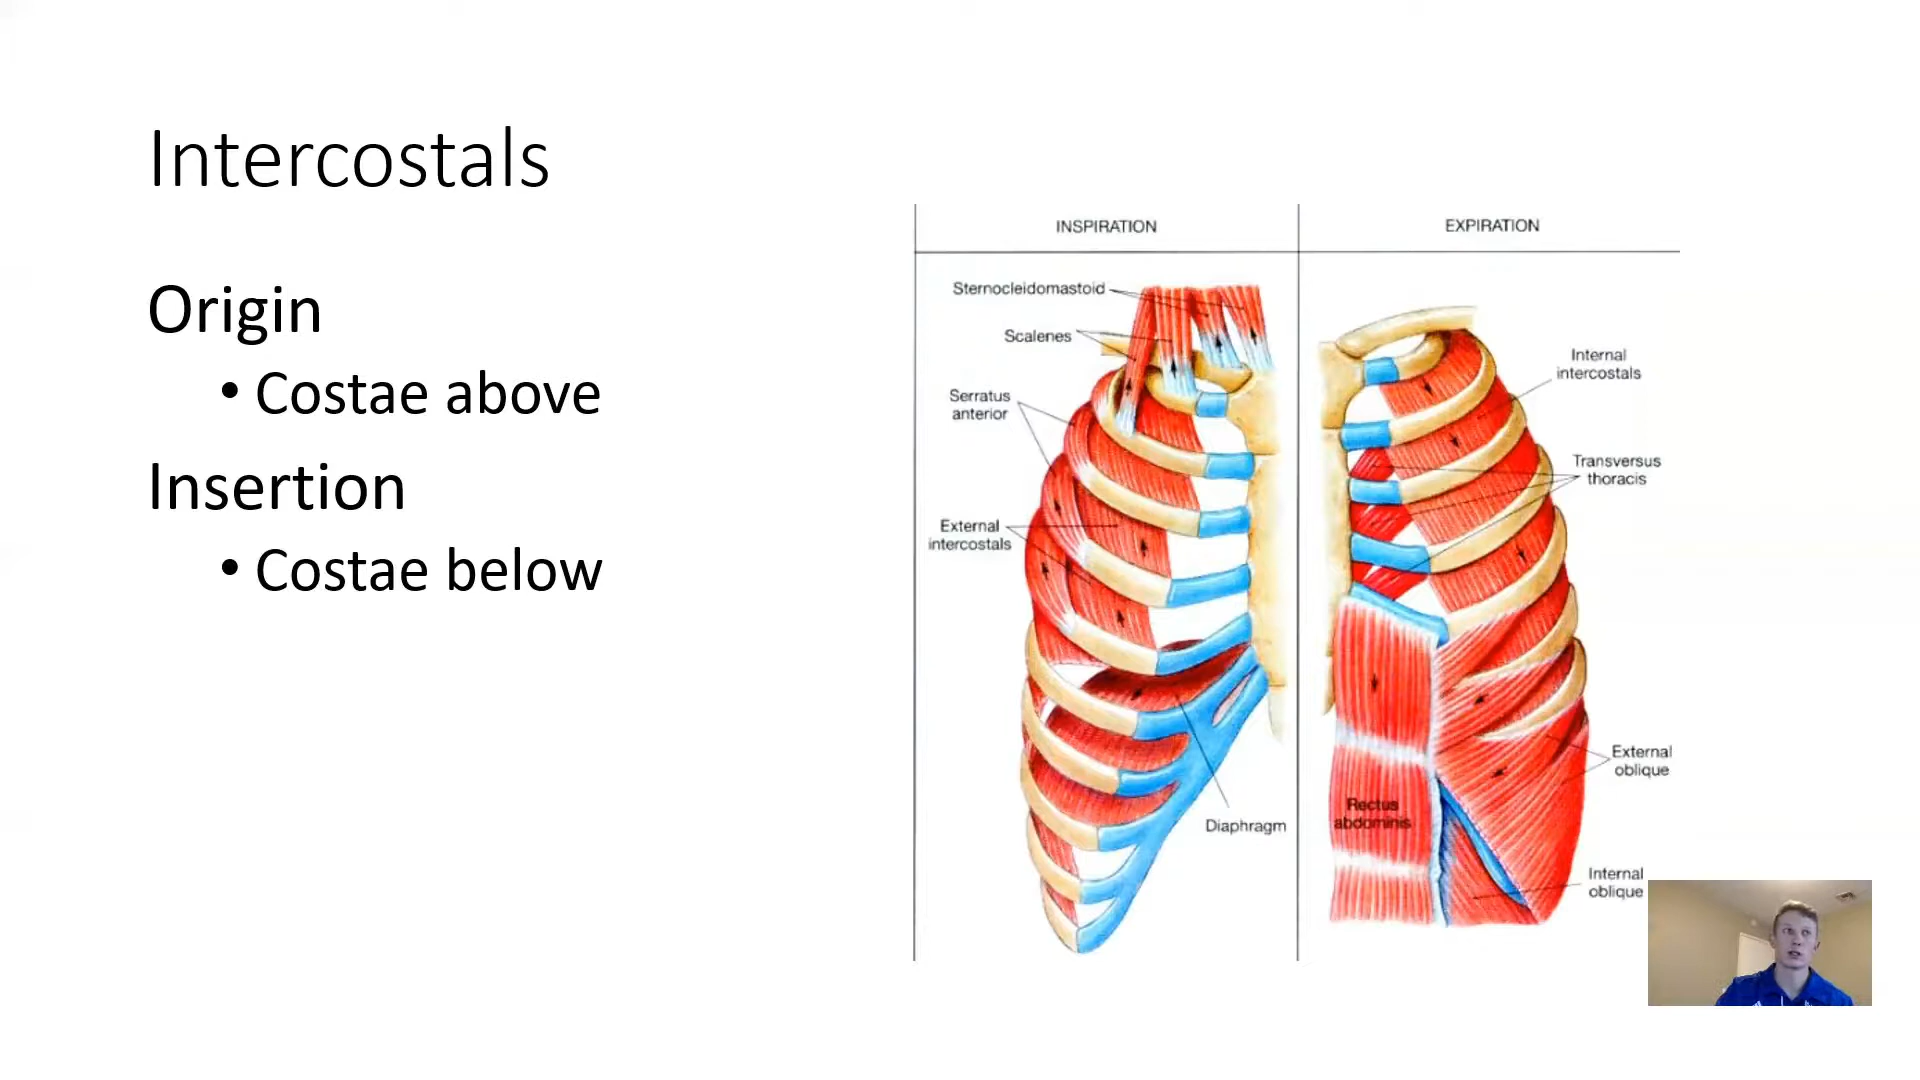 Intercostals
Origin
• Costae above
Insertion
• Costae below
INSPIRATION
Sternocleidomastoid
Scalenes
Serratus
anterior
External
intercostals
Diaphragm
EXPIRATION
Internal
intercostals
Transversus
thoracis
External
oblique
Rectus
abdominis
Internal
oblique